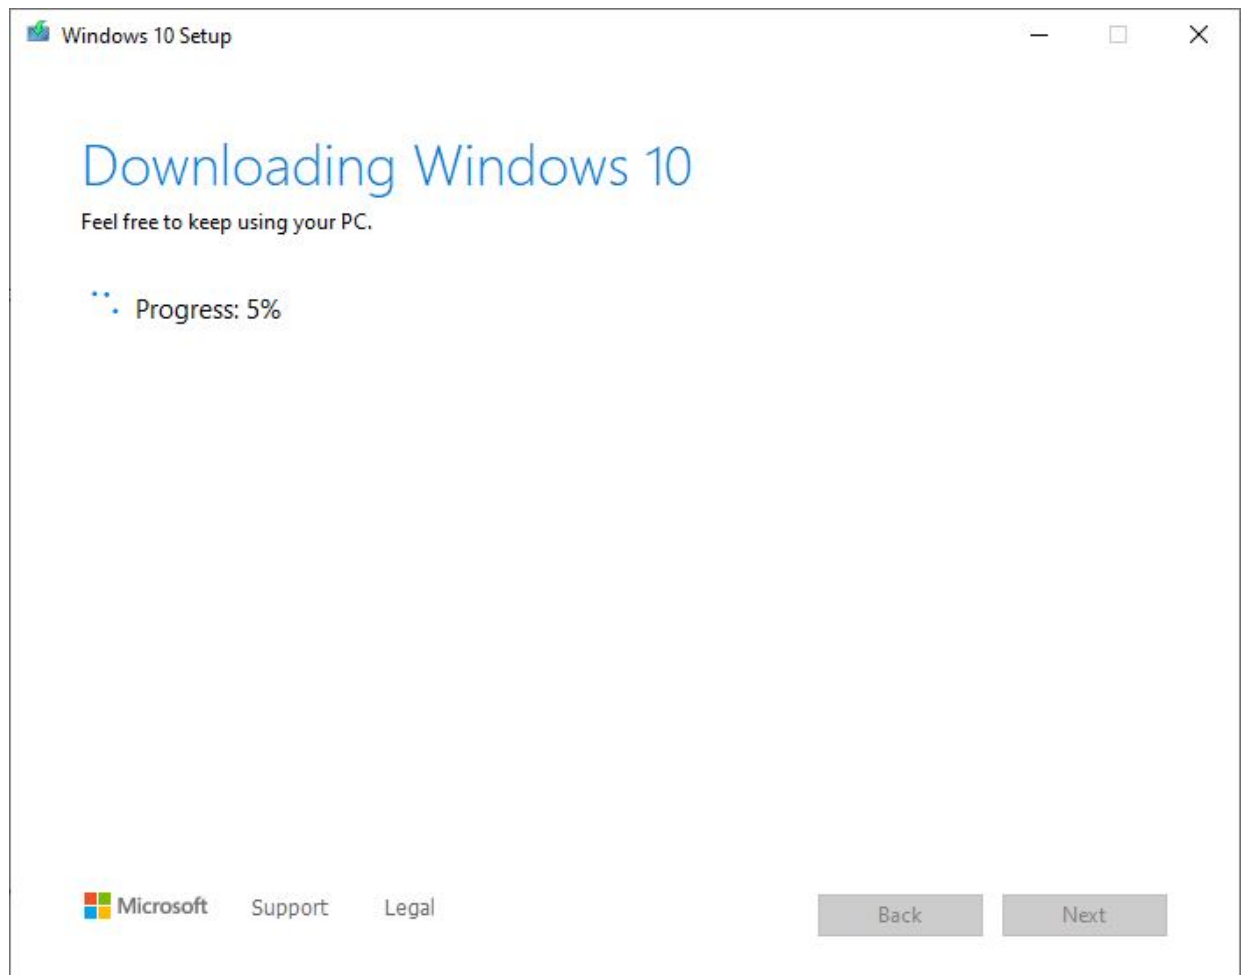 Windows 10 Setup
Downloading Windows 10
Feel free to keep using your PC.
Progress: 5%
Microsoft Support Legal
Back Next